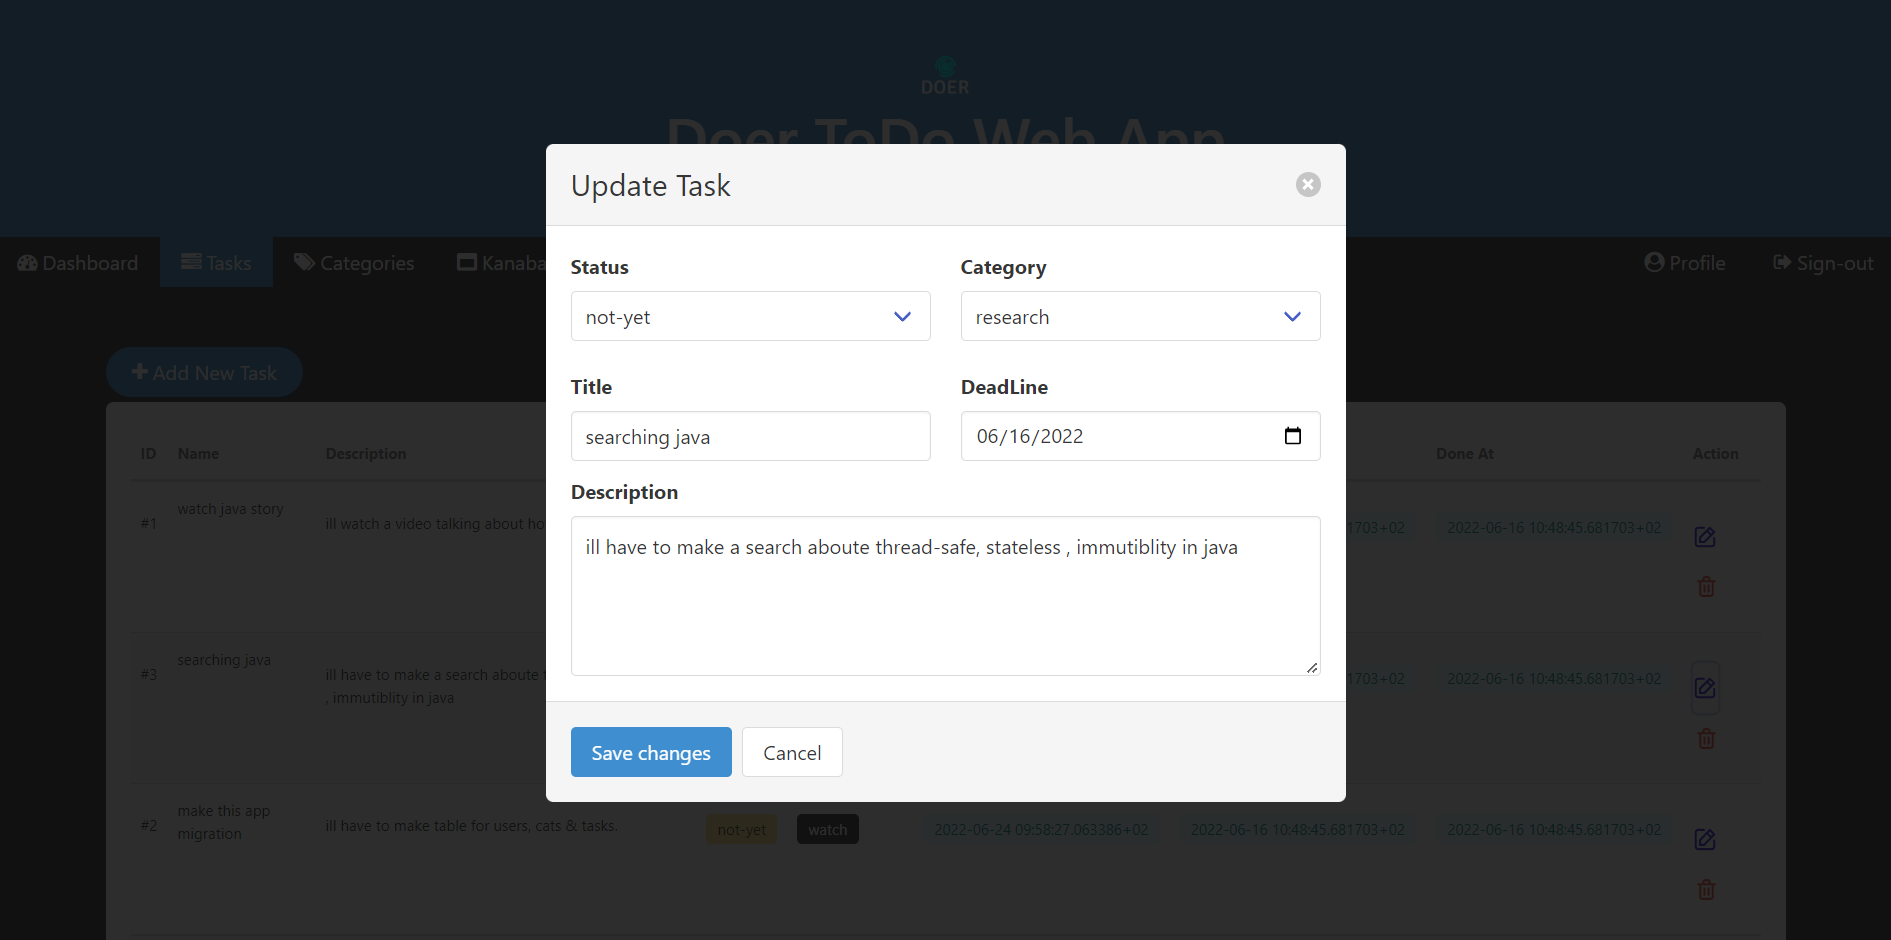 DOER
Doer ToDo Web App
Dashboard
Tasks
Categories
Kanaba
Profile
Sign-out
Add New Task
Update Task
Status
Category
not-yet
research
Title
DeadLine
searching java
06/16/2022
Description
ill have to make a search aboute thread-safe, stateless , immutiblity in java
Save changes
Cancel
ID
Name
Description
Done At
Action
#1
watch java story
ill watch a video talking about ho
1703+02
2022-06-16 10:48:45.681703+02
#3
searching java
ill have to make a search aboute
, immutiblity in java
1703+02
2022-06-16 10:48:45.681703+02
#2
make this app
migration
ill have to make table for users, cats & tasks.
not-yet
watch
2022-06-24 09:58:27.063386+02
2022-06-16 10:48:45.681703+02
2022-06-16 10:48:45.681703+02